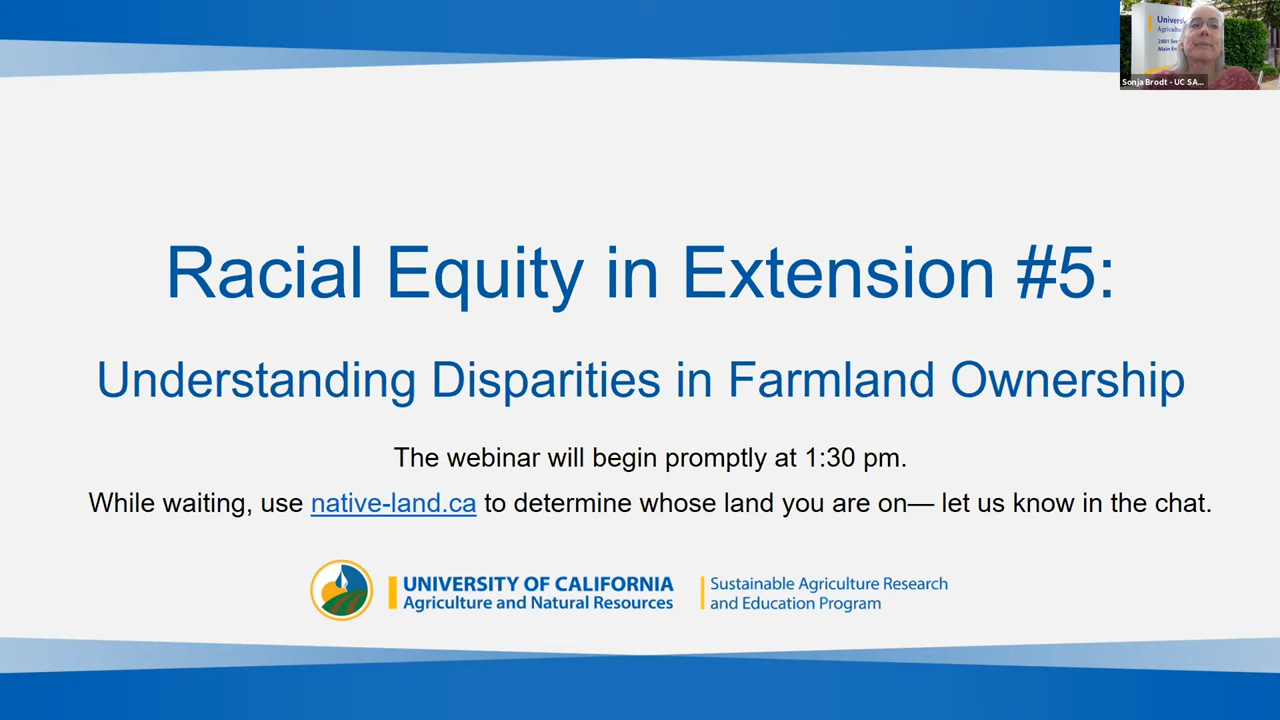 Racial Equity in Extension #5:
Understanding Disparities in Farmland Ownership
The webinar will begin promptly at 1:30 pm.
While waiting, use native-land.ca to determine whose land you are on— let us know in the chat.
UNIVERSITY OF CALIFORNIA
Agriculture and Natural Resources
Sustainable Agriculture Research
and Education Program
Sonja Brodt - UC SA...